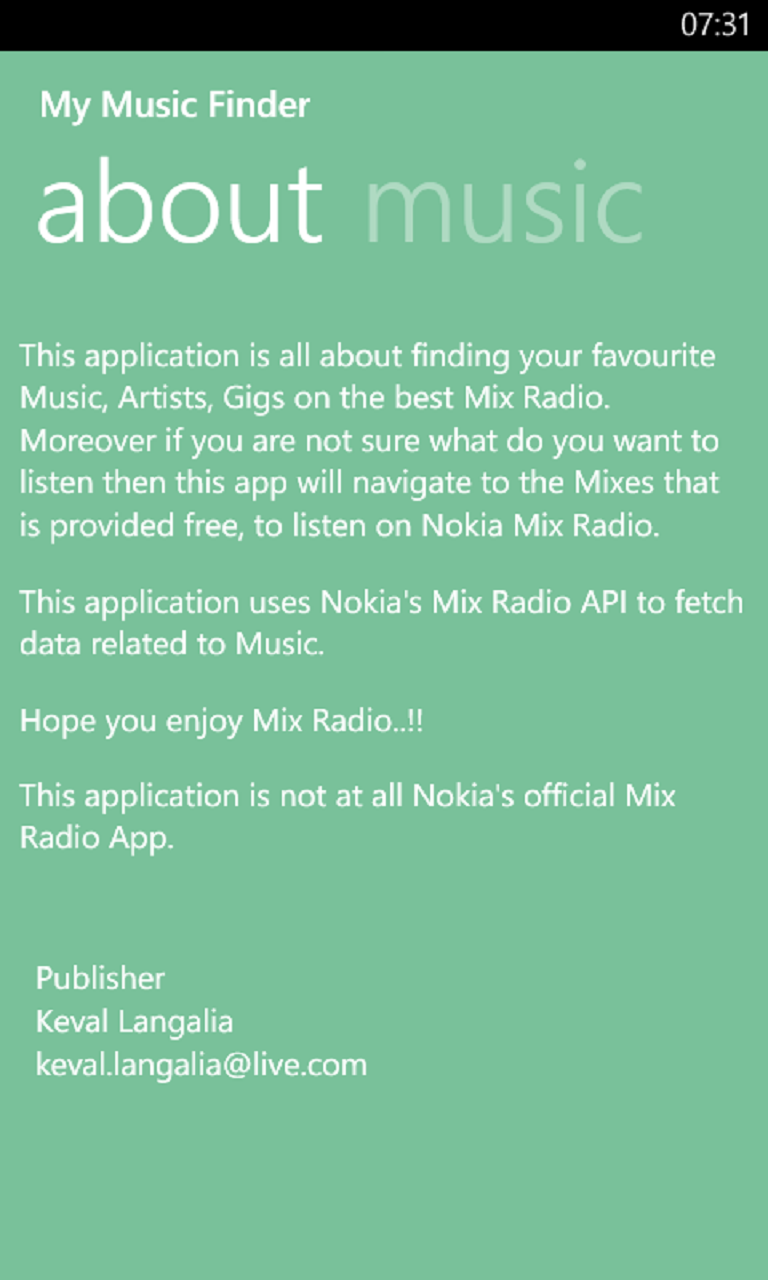 07:31
My Music Finder
about music
This application is all about finding your favourite
Music, Artists, Gigs on the best Mix Radio.
Moreover if you are not sure what do you want to
listen then this app will navigate to the Mixes that
is provided free, to listen on Nokia Mix Radio.
This application uses Nokia's Mix Radio API to fetch
data related to Music.
Hope you enjoy Mix Radio..!!
This application is not at all Nokia's official Mix
Radio App.
Publisher
Keval Langalia
keval.langalia@live.com